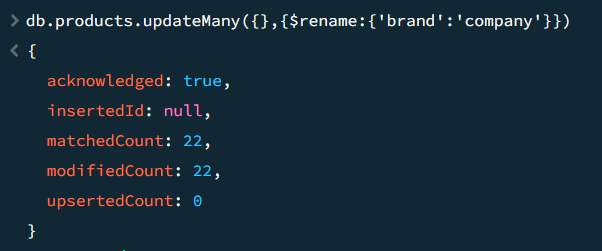 > db.products.updateMany({},{$rename:{'brand':'company'}})
< {
acknowledged: true,
insertedId: null,
matchedCount: 22,
modifiedCount: 22,
upsertedCount: 0
}